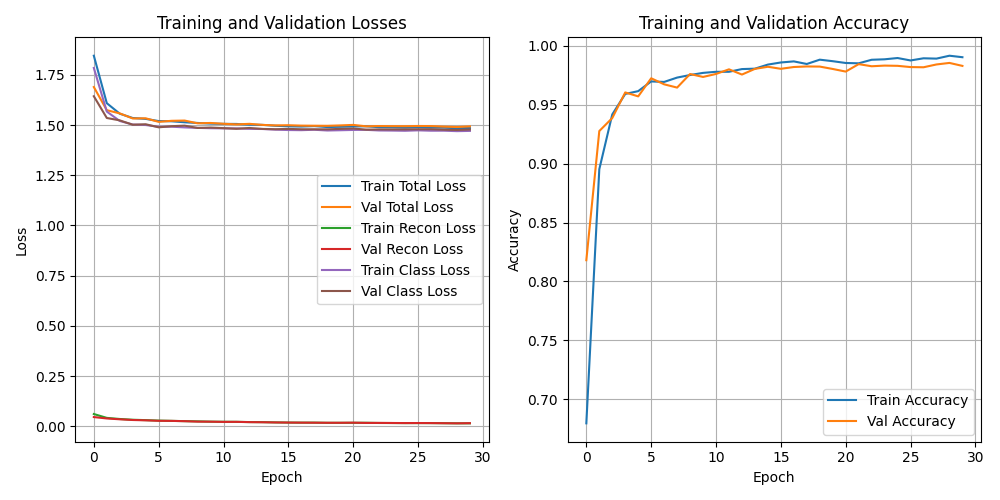 Training and Validation Losses
1.75
1.50
1.25
1.00
0.75
0.50
0.25
0.00
Loss
Train Total Loss
Val Total Loss
Train Recon Loss
Val Recon Loss
Train Class Loss
Val Class Loss
0 5 10 15 20 25 30
Epoch
Training and Validation Accuracy
1.00
0.95
0.90
0.85
0.80
0.75
0.70
Accuracy
Train Accuracy
Val Accuracy
0 5 10 15 20 25 30
Epoch